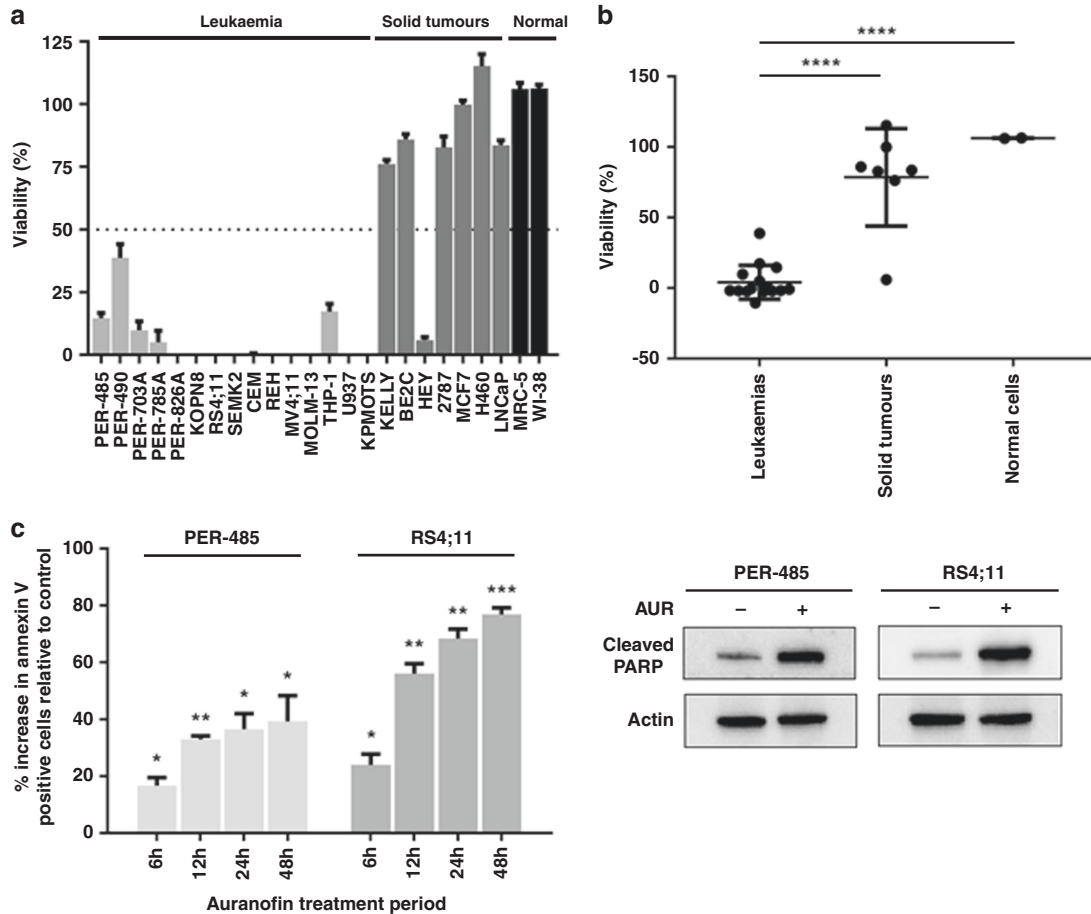 a
Leukaemia
Solid tumours
Normal
Viability (%)
125
100
75
50
25
0
PER-485
PER-490
PER-703A
PER-785A
PER-826A
KOPN8
RS4;11
SEMK2
CEM
REH
MV4;11
MOLM-13
THP-1
U937
KPMOTS
KELLY
BE2C
HEY
2787
MCF7
H460
LNCaP
MRC-5
WI-38
b
****
****
Viability (%)
150
100
50
0
-50
Leukaemias
Solid tumours
Normal cells
c
PER-485
RS4;11
% increase in annexin V
positive cells relative to control
100
80
60
40
20
0
*
**
*
*
*
**
**
***
6h
12h
24h
48h
6h
12h
24h
48h
Auranofin treatment period
PER-485
RS4;11
AUR
–
+
–
+
Cleaved
PARP
Actin